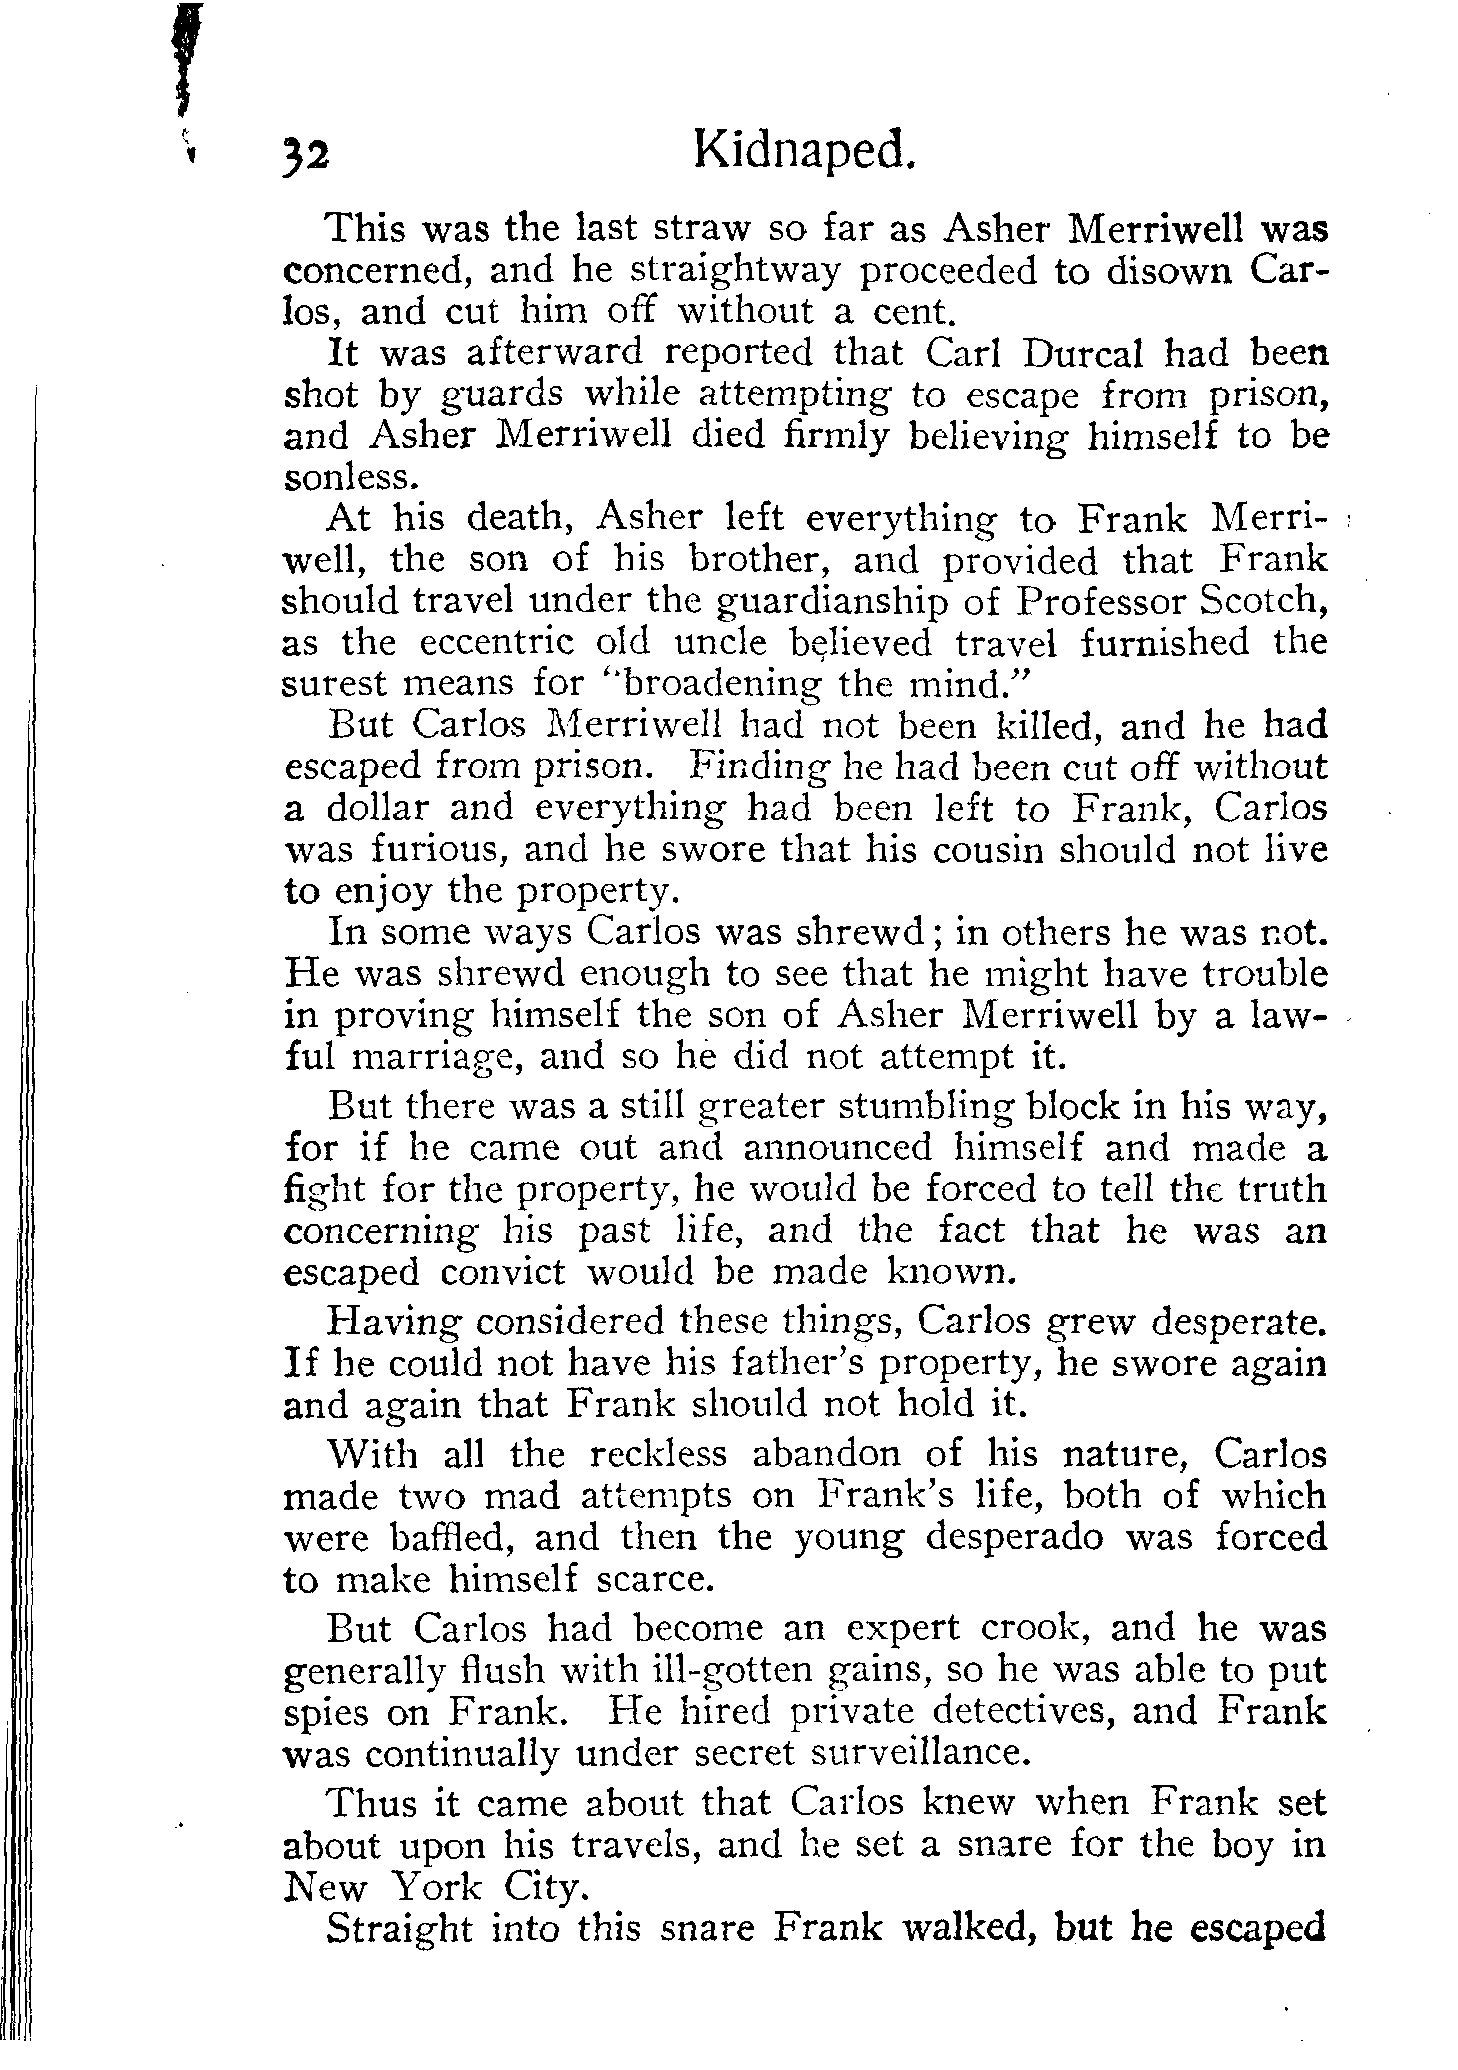 32 Kidnaped.
This was the last straw so far as Asher Merriwell was
concerned, and he straightway proceeded to disown Car-
los, and cut him off without a cent.
It was afterward reported that Carl Durcal had been
shot by guards while attempting to escape from prison,
and Asher Merriwell died firmly believing himself to be
sonless.
At his death, Asher left everything to Frank Merri-
well, the son of his brother, and provided that Frank
should travel under the guardianship of Professor Scotch,
as the eccentric old uncle believed travel furnished the
surest means for "broadening the mind."
But Carlos Merriwell had not been killed, and he had
escaped from prison. Finding he had been cut off without
a dollar and everything had been left to Frank, Carlos
was furious, and he swore that his cousin should not live
to enjoy the property.
In some ways Carlos was shrewd; in others he was not.
He was shrewd enough to see that he might have trouble
in proving himself the son of Asher Merriwell by a law-
ful marriage, and so he did not attempt it.
But there was a still greater stumbling block in his way,
for if he came out and announced himself and made a
fight for the property, he would be forced to tell the truth
concerning his past life, and the fact that he was an
escaped convict would be made known.
Having considered these things, Carlos grew desperate.
If he could not have his father's property, he swore again
and again that Frank should not hold it.
With all the reckless abandon of his nature, Carlos
made two mad attempts on Frank's life, both of which
were baffled, and then the young desperado was forced
to make himself scarce.
But Carlos had become an expert crook, and he was
generally flush with ill-gotten gains, so he was able to put
spies on Frank. He hired private detectives, and Frank
was continually under secret surveillance.
Thus it came about that Carlos knew when Frank set
about upon his travels, and he set a snare for the boy in
New York City.
Straight into this snare Frank walked, but he escaped